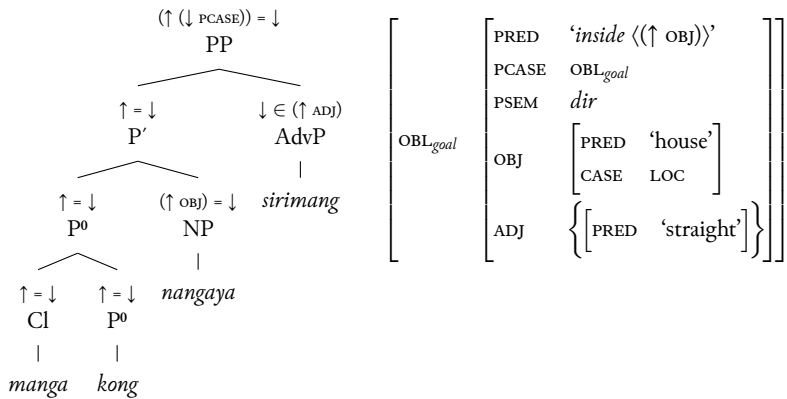 (↑ (↓ PCASE)) = ↓
PP
↑ = ↓ ↓ ∈ (↑ ADJ)
P′ AdvP
↑ = ↓ (↑ OBJ) = ↓ sirimang
P⁰ NP
↑ = ↓ ↑ = ↓ nangaya
Cl P⁰
manga kong
OBL_goal
PRED ‘inside ⟨(↑ OBJ)⟩’
PCASE OBL_goal
PSEM dir
OBJ
PRED ‘house’
CASE LOC
ADJ {[PRED ‘straight’]}